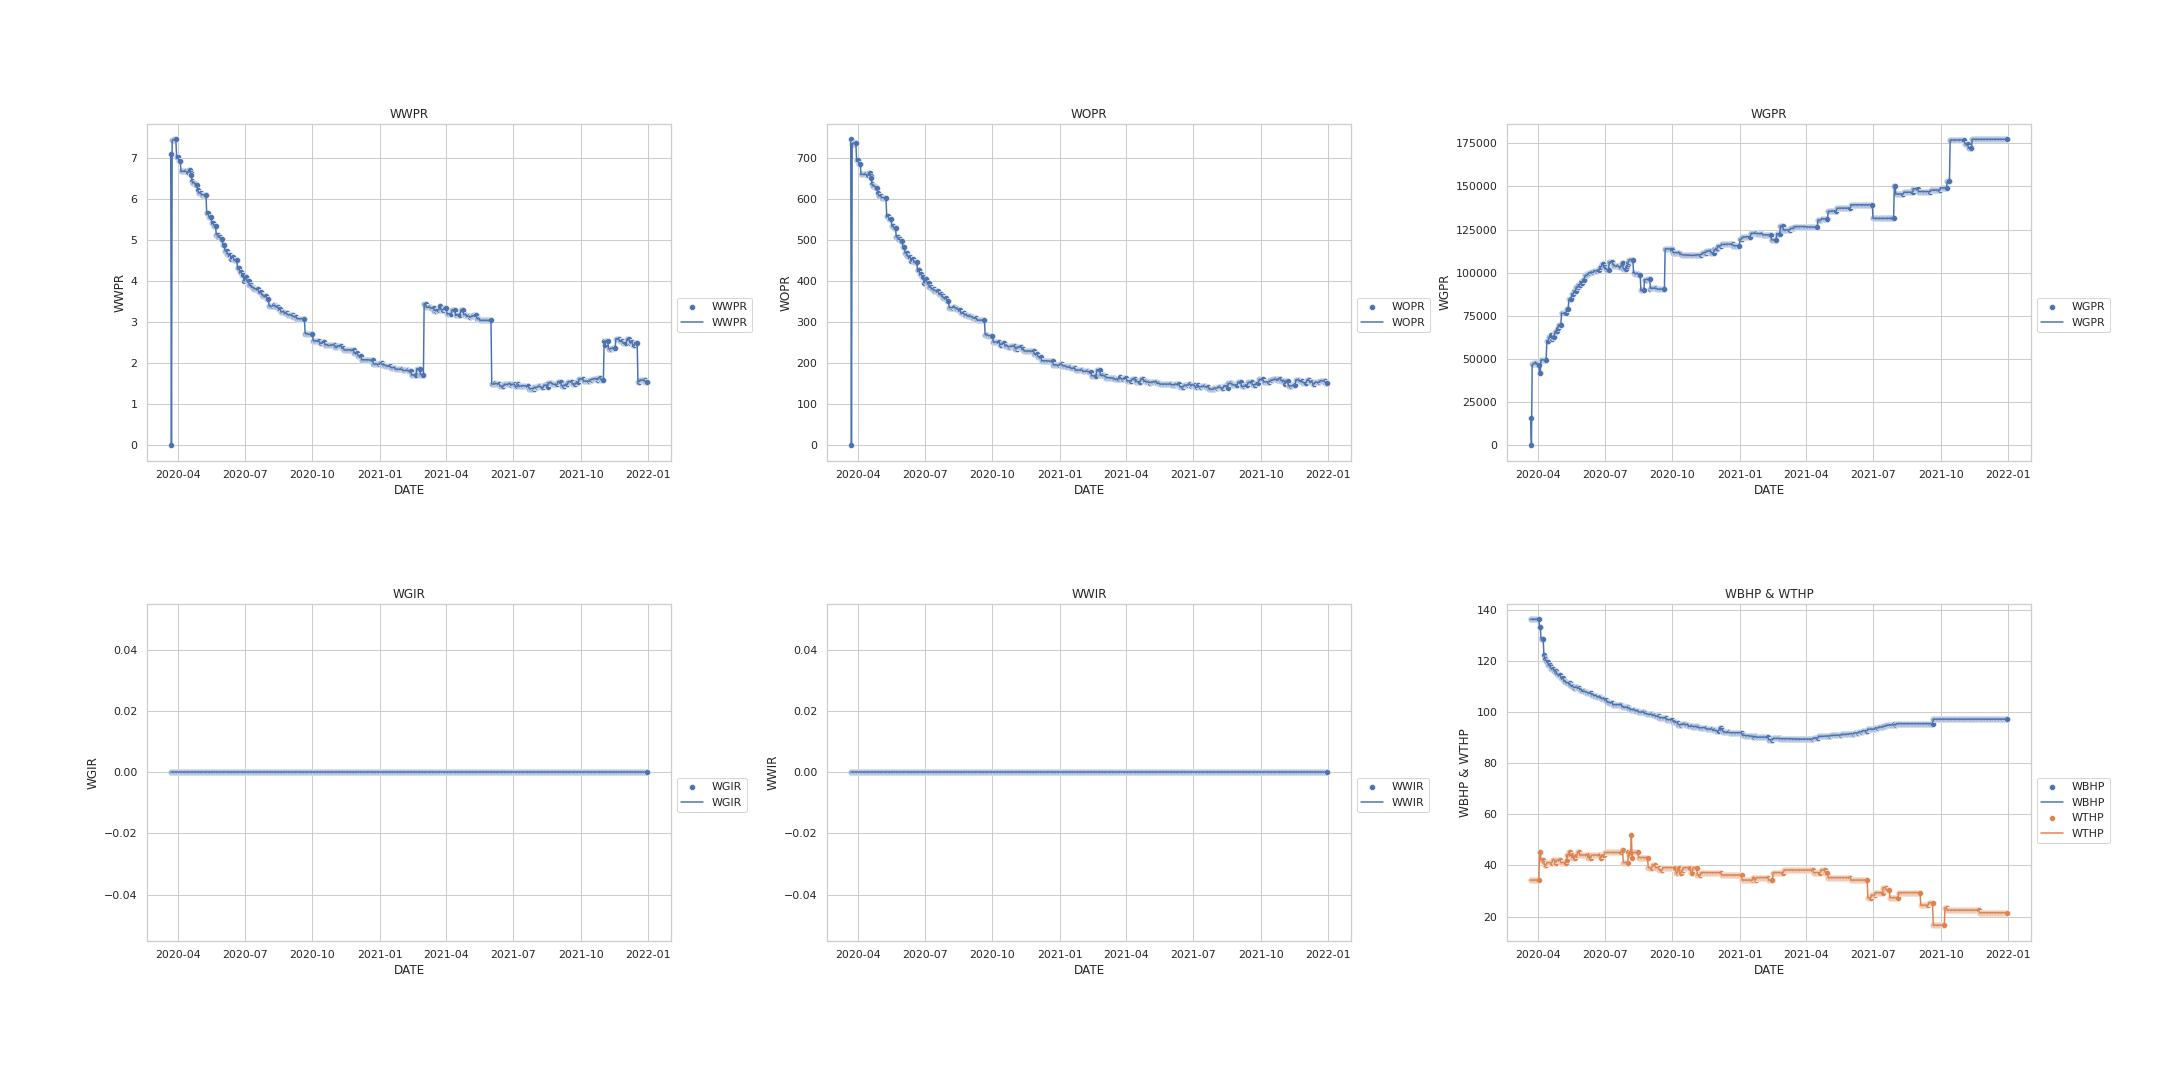 WWPR
WWPR
7
6
5
4
3
2
1
0
2020-04 2020-07 2020-10 2021-01 2021-04 2021-07 2021-10 2022-01
DATE
WWPR
WWPR
WOPR
WOPR
700
600
500
400
300
200
100
0
2020-04 2020-07 2020-10 2021-01 2021-04 2021-07 2021-10 2022-01
DATE
WOPR
WOPR
WGPR
WGPR
175000
150000
125000
100000
75000
50000
25000
0
2020-04 2020-07 2020-10 2021-01 2021-04 2021-07 2021-10 2022-01
DATE
WGPR
WGPR
WGIR
WGIR
0.04
0.02
0.00
−0.02
−0.04
2020-04 2020-07 2020-10 2021-01 2021-04 2021-07 2021-10 2022-01
DATE
WGIR
WGIR
WWIR
WWIR
0.04
0.02
0.00
−0.02
−0.04
2020-04 2020-07 2020-10 2021-01 2021-04 2021-07 2021-10 2022-01
DATE
WWIR
WWIR
WBHP & WTHP
WBHP & WTHP
140
120
100
80
60
40
20
2020-04 2020-07 2020-10 2021-01 2021-04 2021-07 2021-10 2022-01
DATE
WBHP
WBHP
WTHP
WTHP